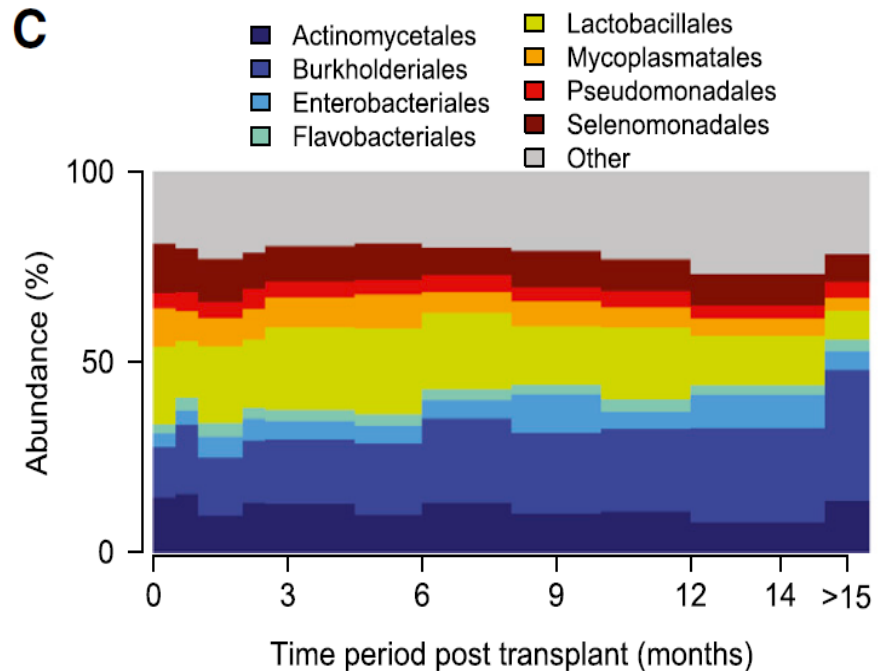 C
Actinomycetales
Burkholderiales
Enterobacteriales
Flavobacteriales
Lactobacillales
Mycoplasmatales
Pseudomonadales
Selenomonadales
Other
Abundance (%)
100
50
0
0 3 6 9 12 14 >15
Time period post transplant (months)